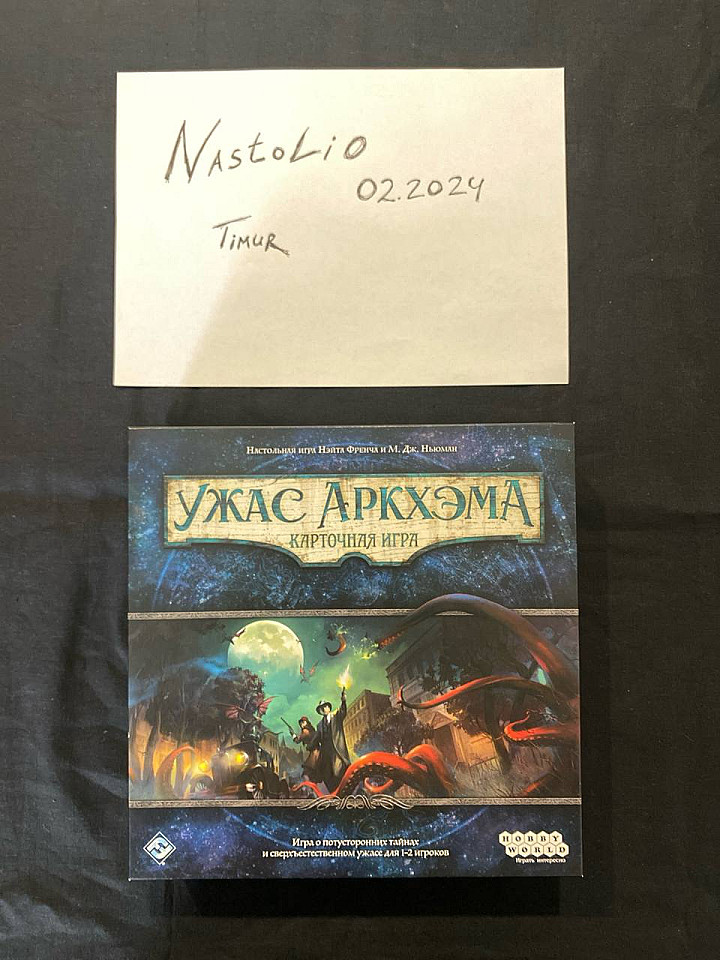 Nastolio
02.2024
Timur
Настольная игра Нэйта Френча и М. Дж. Ньюман
Ужас Аркхэма
Карточная игра
Игра о потусторонних тайнах
и сверхъестественном ужасе для 1-2 игроков
HOBBY
WORLD
Играть интересно